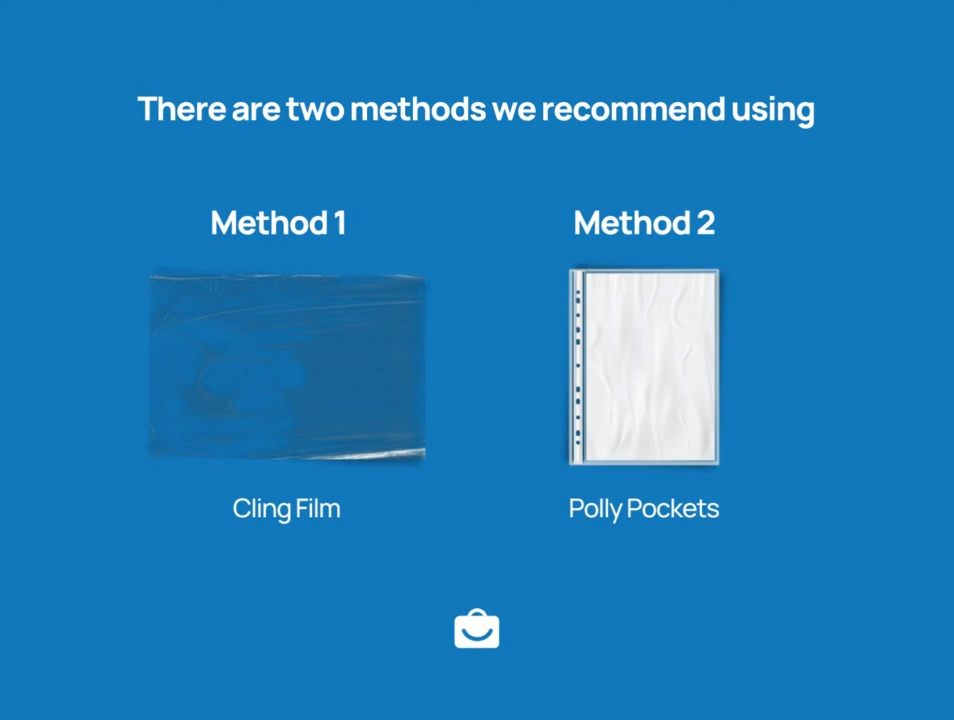 There are two methods we recommend using
Method 1
Method 2
Cling Film
Polly Pockets